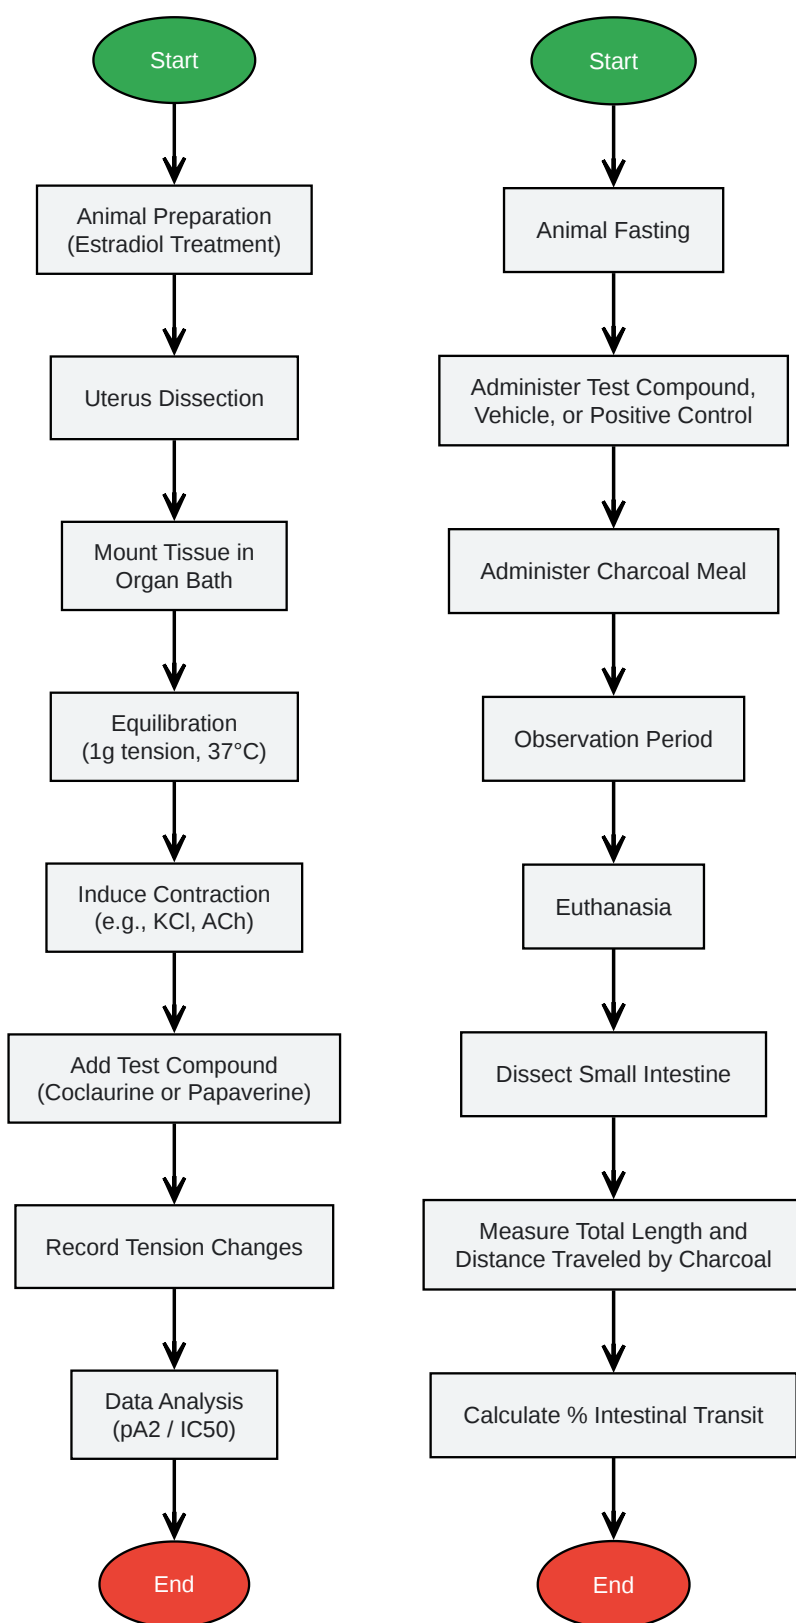 Start
Animal Preparation
(Estradiol Treatment)
Uterus Dissection
Mount Tissue in
Organ Bath
Equilibration
(1g tension, 37°C)
Induce Contraction
(e.g., KCl, ACh)
Add Test Compound
(Coclaurine or Papaverine)
Record Tension Changes
Data Analysis
(pA2 / IC50)
End
Start
Animal Fasting
Administer Test Compound,
Vehicle, or Positive Control
Administer Charcoal Meal
Observation Period
Euthanasia
Dissect Small Intestine
Measure Total Length and
Distance Traveled by Charcoal
Calculate % Intestinal Transit
End